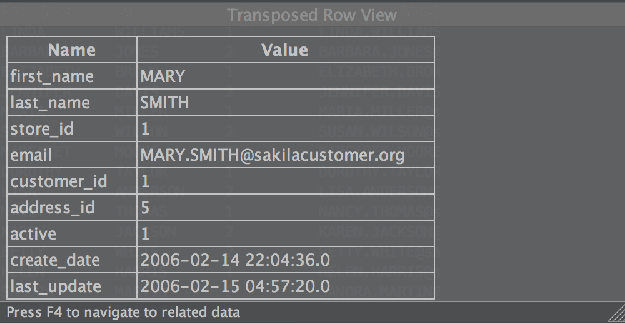 Transposed Row View
Name Value
first_name MARY
last_name SMITH
store_id 1
email MARY.SMITH@sakilacustomer.org
customer_id 1
address_id 5
active 1
create_date 2006-02-14 22:04:36.0
last_update 2006-02-15 04:57:20.0
Press F4 to navigate to related data